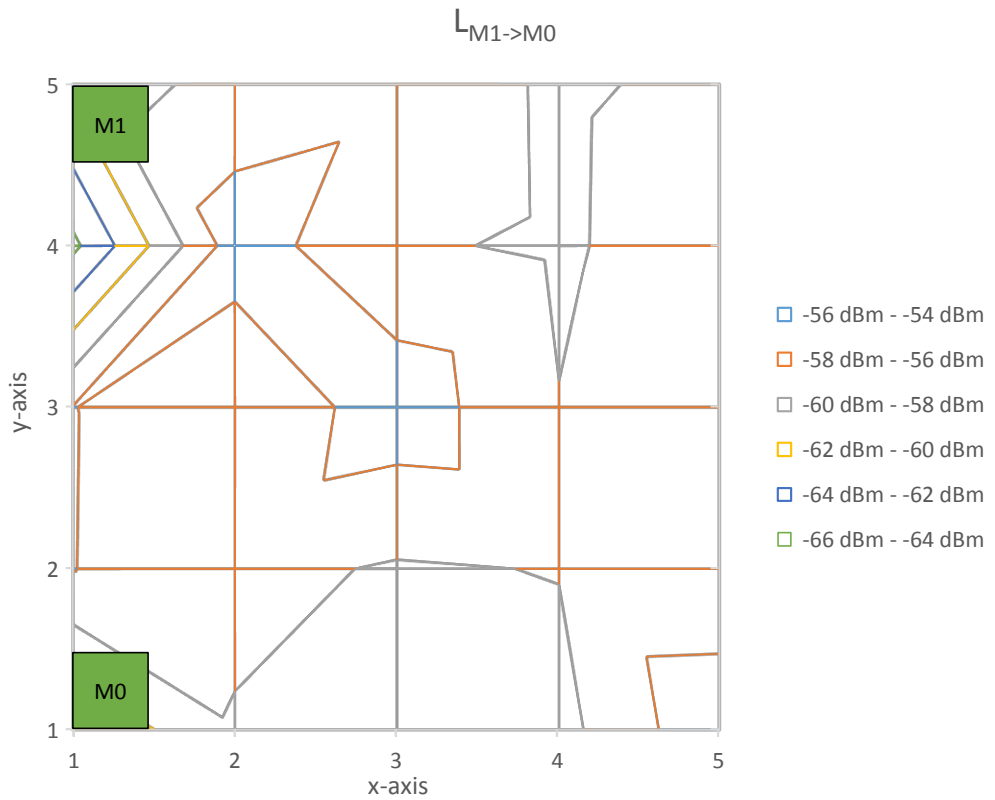 L_M1->M0
5
M1
4
-56 dBm - -54 dBm
-58 dBm - -56 dBm
y-axis
3
-60 dBm - -58 dBm
-62 dBm - -60 dBm
-64 dBm - -62 dBm
-66 dBm - -64 dBm
2
M0
1
1 2 3 4 5
x-axis